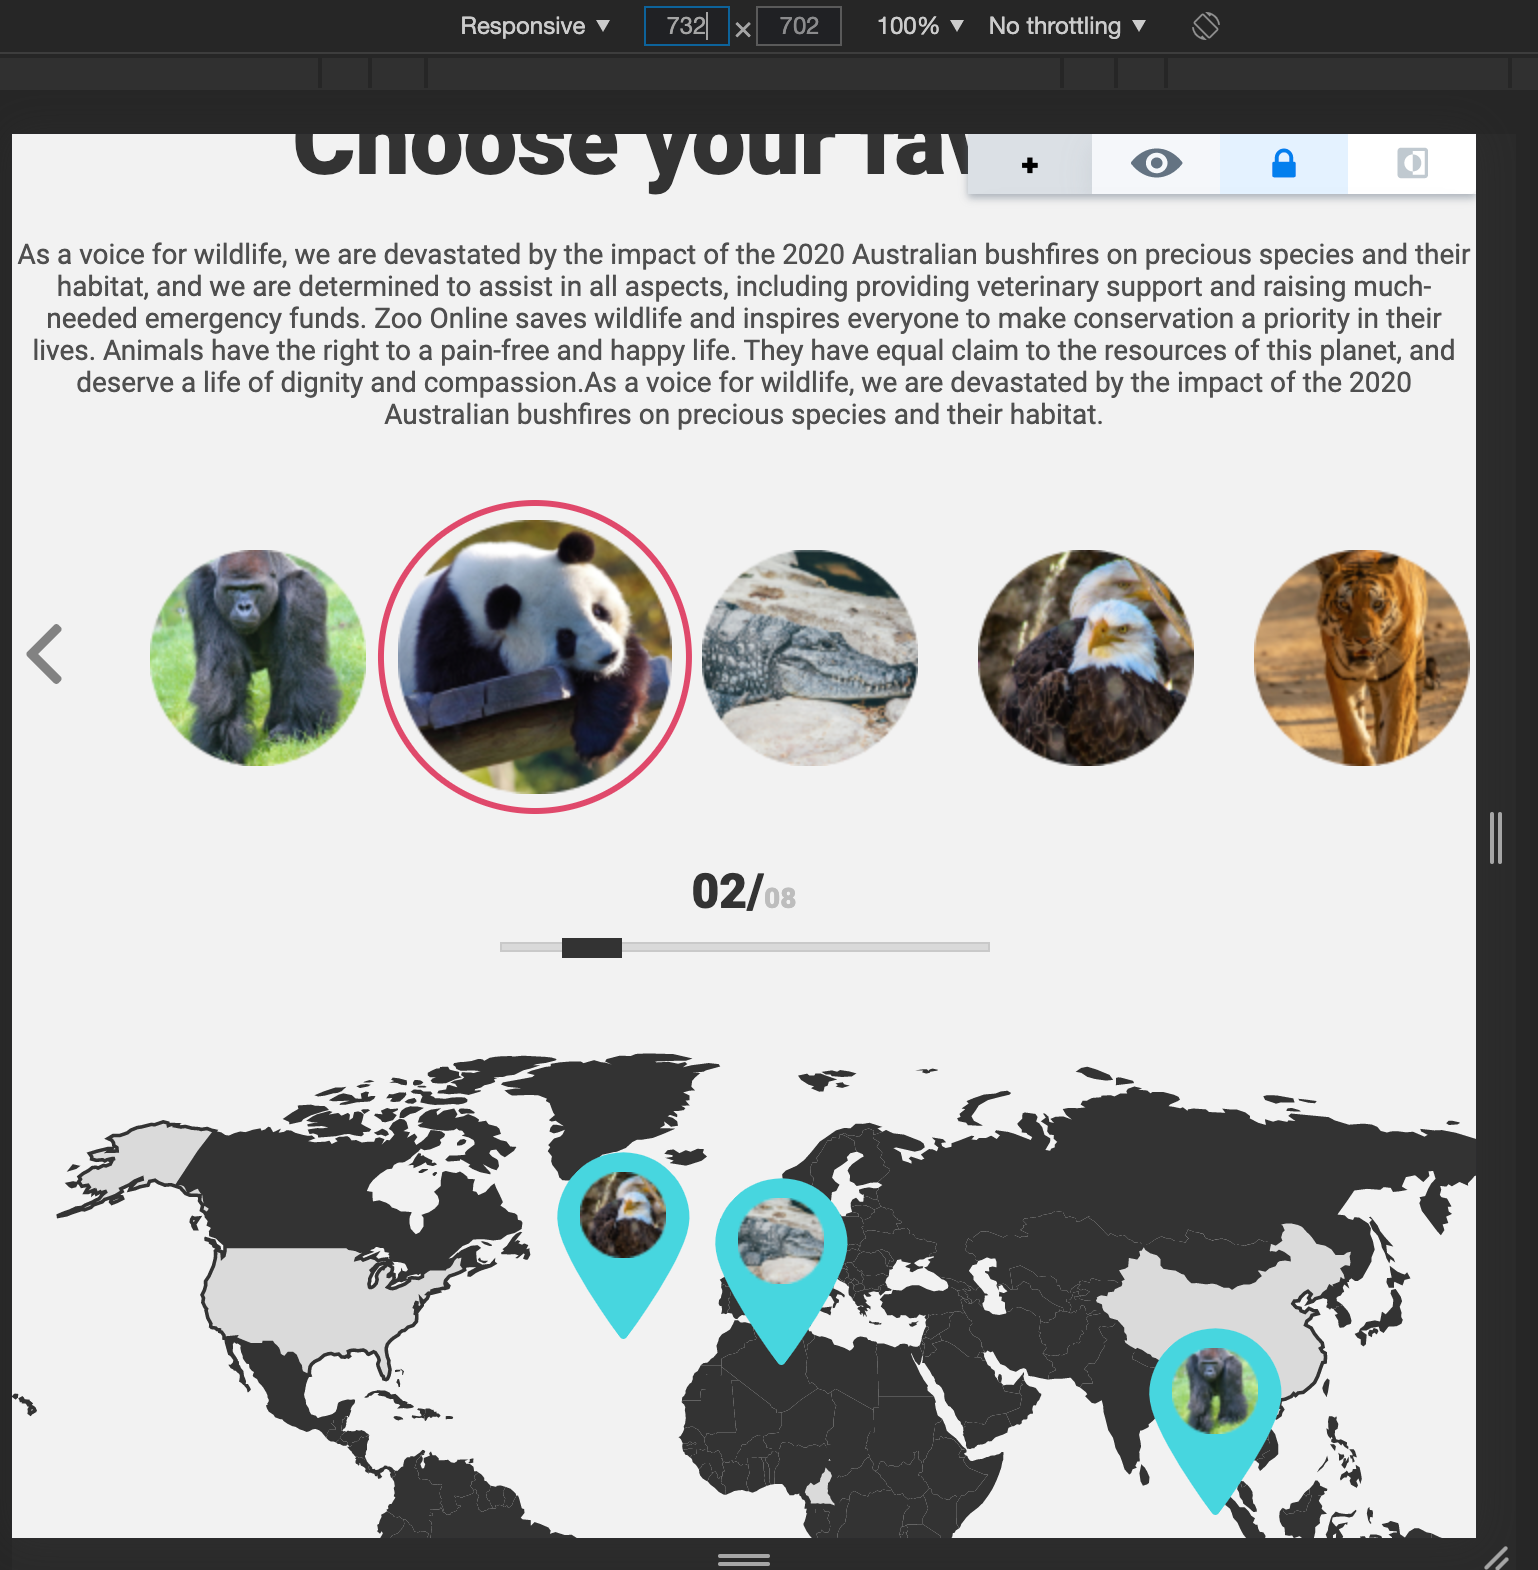 Responsive ▼ 732 × 702 100% ▼ No throttling ▼
Choose your fav
As a voice for wildlife, we are devastated by the impact of the 2020 Australian bushfires on precious species and their
habitat, and we are determined to assist in all aspects, including providing veterinary support and raising much-
needed emergency funds. Zoo Online saves wildlife and inspires everyone to make conservation a priority in their
lives. Animals have the right to a pain-free and happy life. They have equal claim to the resources of this planet, and
deserve a life of dignity and compassion.As a voice for wildlife, we are devastated by the impact of the 2020
Australian bushfires on precious species and their habitat.
02/08